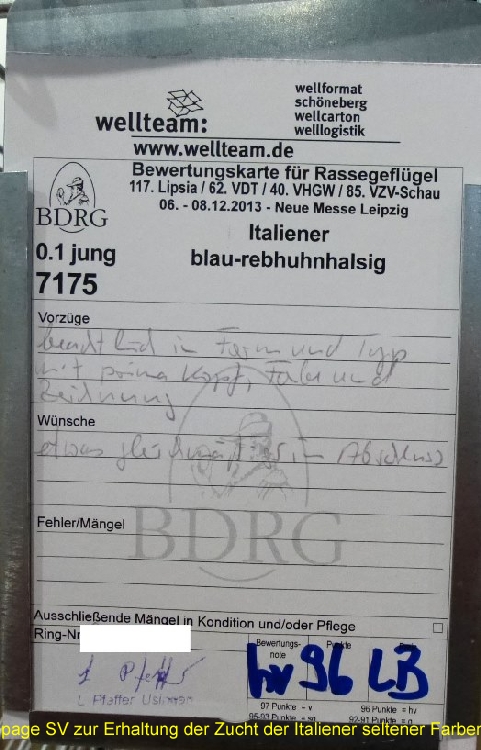 wellteam:
wellformat
schöneberg
wellcarton
welllogistik
www.wellteam.de
Bewertungskarte für Rassegeflügel
117. Lipsia / 62. VDT / 40. VHGW / 85. VZV-Schau
06. - 08.12.2013 - Neue Messe Leipzig
BDRG
Italiener
0.1 jung
blau-rebhuhnhalsig
7175
Vorzüge
beachtlich in Form und Typ
mit prima Kopf, Farbe und
Zeichnung
Wünsche
etwas gleichmäßiger im Abschluss
BDRG
Fehler/Mängel
Ausschließende Mängel in Kondition und/oder Pflege
Ring-Nr
Bewertungs-
note
Punkte
hv 96 LB
97 Punkte = v
96 Punkte = hv
page SV zur Erhaltung der Zucht der Italiener seltener Farben